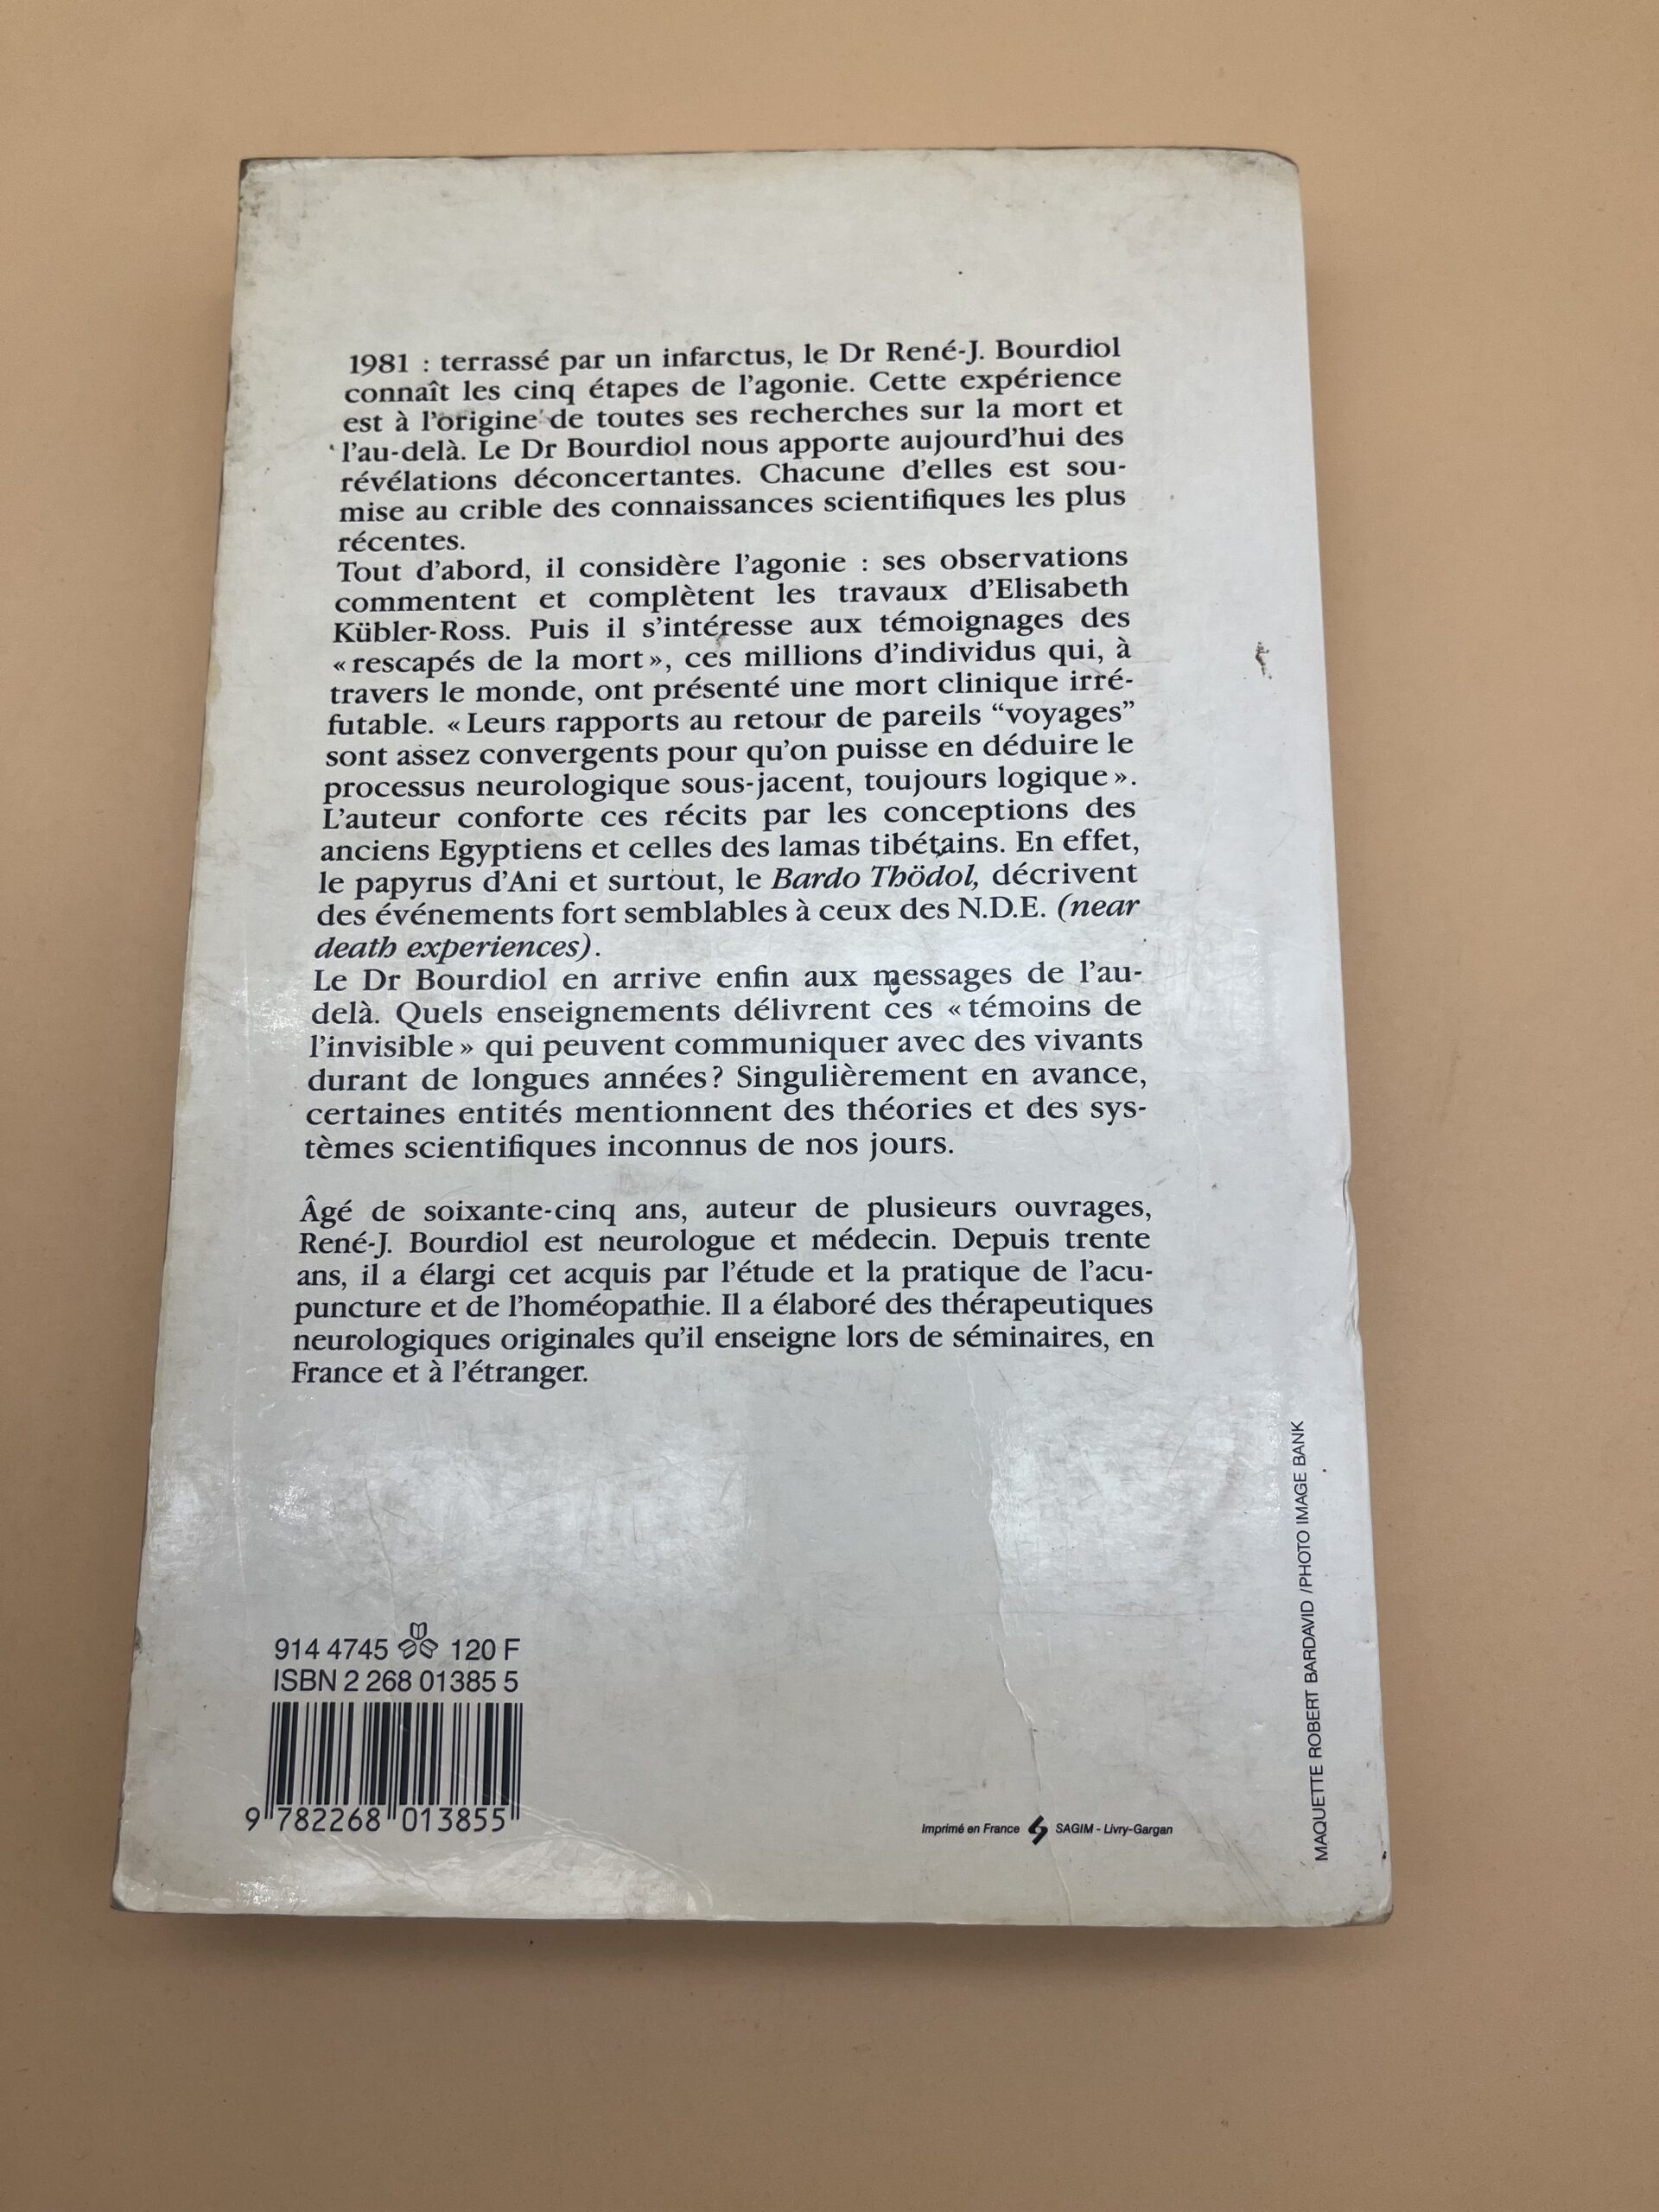 1981 : terrassé par un infarctus, le Dr René-J. Bourdiol
connaît les cinq étapes de l'agonie. Cette expérience
est à l'origine de toutes ses recherches sur la mort et
l'au-delà. Le Dr Bourdiol nous apporte aujourd'hui des
révélations déconcertantes. Chacune d'elles est sou-
mise au crible des connaissances scientifiques les plus
récentes.
Tout d'abord, il considère l'agonie : ses observations
commentent et complètent les travaux d'Elisabeth
Kübler-Ross. Puis il s'intéresse aux témoignages des
« rescapés de la mort », ces millions d'individus qui, à
travers le monde, ont présenté une mort clinique irré-
futable. « Leurs rapports au retour de pareils “voyages”
sont assez convergents pour qu'on puisse en déduire le
processus neurologique sous-jacent, toujours logique ».
L'auteur conforte ces récits par les conceptions des
anciens Egyptiens et celles des lamas tibétains. En effet,
le papyrus d'Ani et surtout, le Bardo Thödol, décrivent
des événements fort semblables à ceux des N.D.E. (near
death experiences).
Le Dr Bourdiol en arrive enfin aux messages de l'au-
delà. Quels enseignements délivrent ces « témoins de
l'invisible » qui peuvent communiquer avec des vivants
durant de longues années ? Singulièrement en avance,
certaines entités mentionnent des théories et des sys-
tèmes scientifiques inconnus de nos jours.
Âgé de soixante-cinq ans, auteur de plusieurs ouvrages,
René-J. Bourdiol est neurologue et médecin. Depuis trente
ans, il a élargi cet acquis par l'étude et la pratique de l'acu-
puncture et de l'homéopathie. Il a élaboré des thérapeutiques
neurologiques originales qu'il enseigne lors de séminaires, en
France et à l'étranger.
914 4745 120 F
ISBN 2 268 01385 5
9 782268 013855
Imprimé en France SAGIM - Livry-Gargan
MAQUETTE ROBERT BARDAVID / PHOTO IMAGE BANK